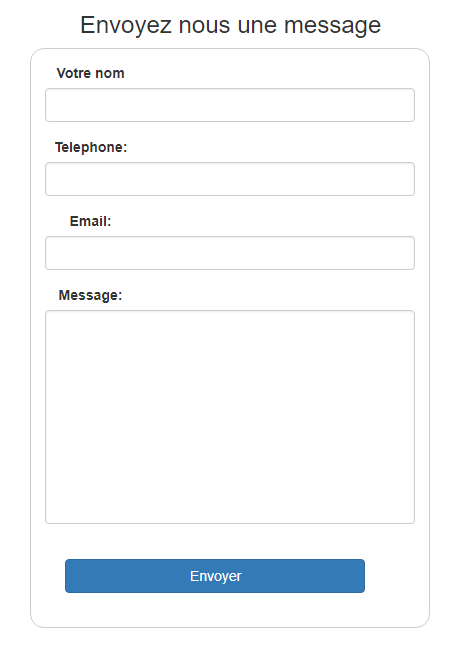 Envoyez nous une message
Votre nom
Telephone:
Email:
Message:
Envoyer